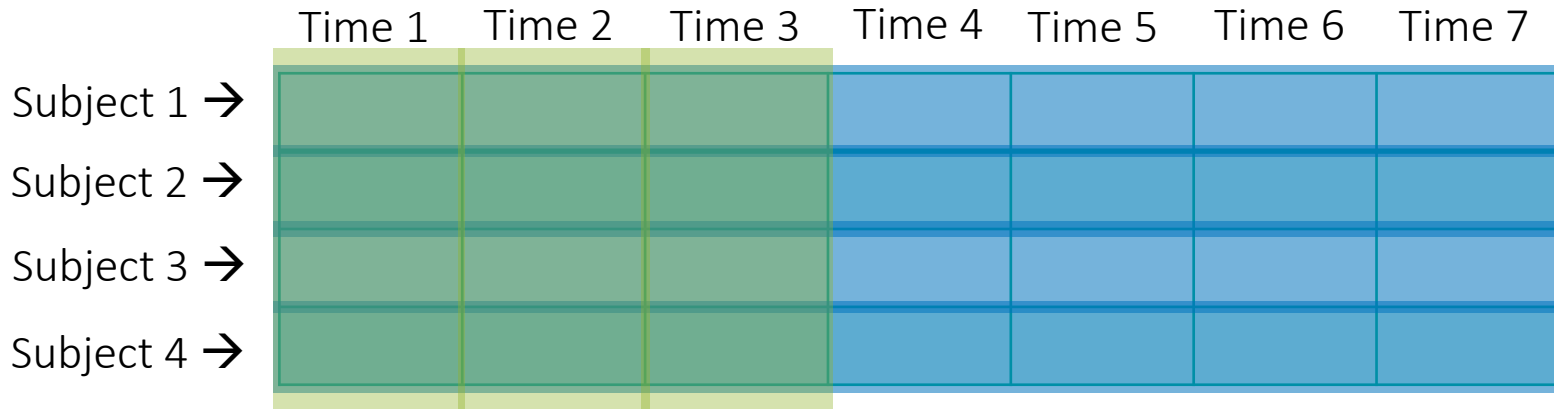 Time 1 Time 2 Time 3 Time 4 Time 5 Time 6 Time 7
Subject 1 →
Subject 2 →
Subject 3 →
Subject 4 →